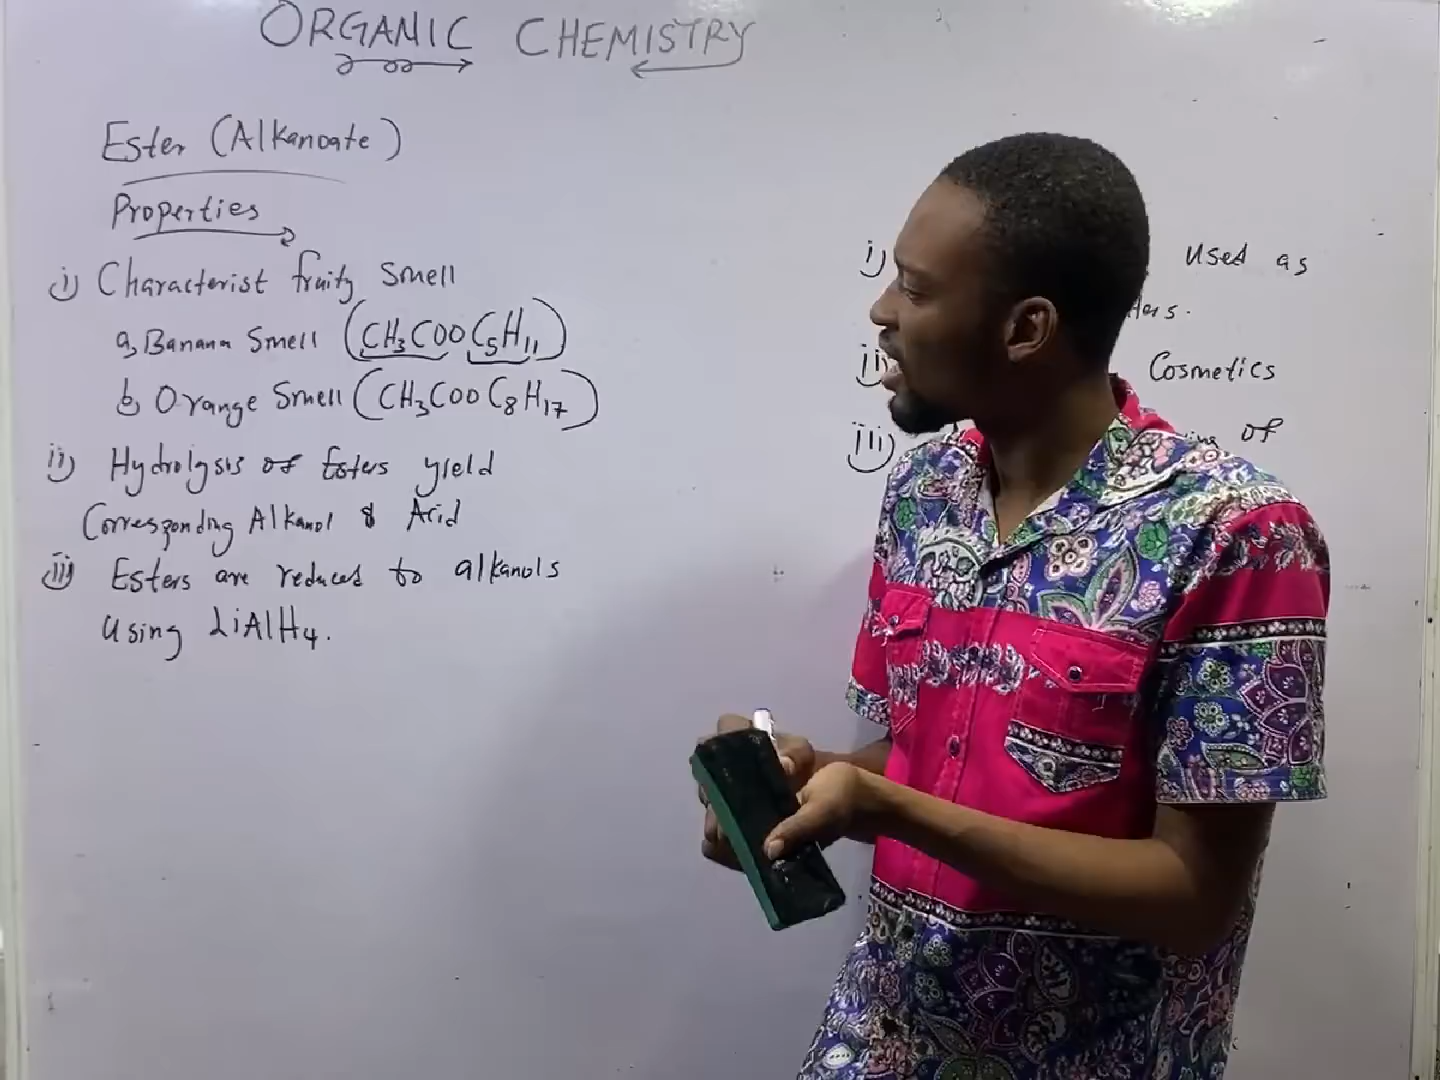 ORGANIC CHEMISTRY
Ester (Alkanoate)
Properties
i) Characterist fruity Smell
a, Banana Smell (CH3COOC5H11)
b, Orange Smell (CH3COOC8H17)
ii) Hydrolysis of Esters yield
Corresponding Alkanol & Acid
iii) Esters are reduced to alkanols
Using LiAlH4.
i) Used as
ii) Cosmetics
iii) of